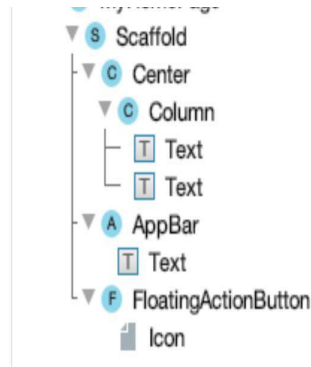 S Scaffold
C Center
C Column
T Text
T Text
A AppBar
T Text
F FloatingActionButton
Icon